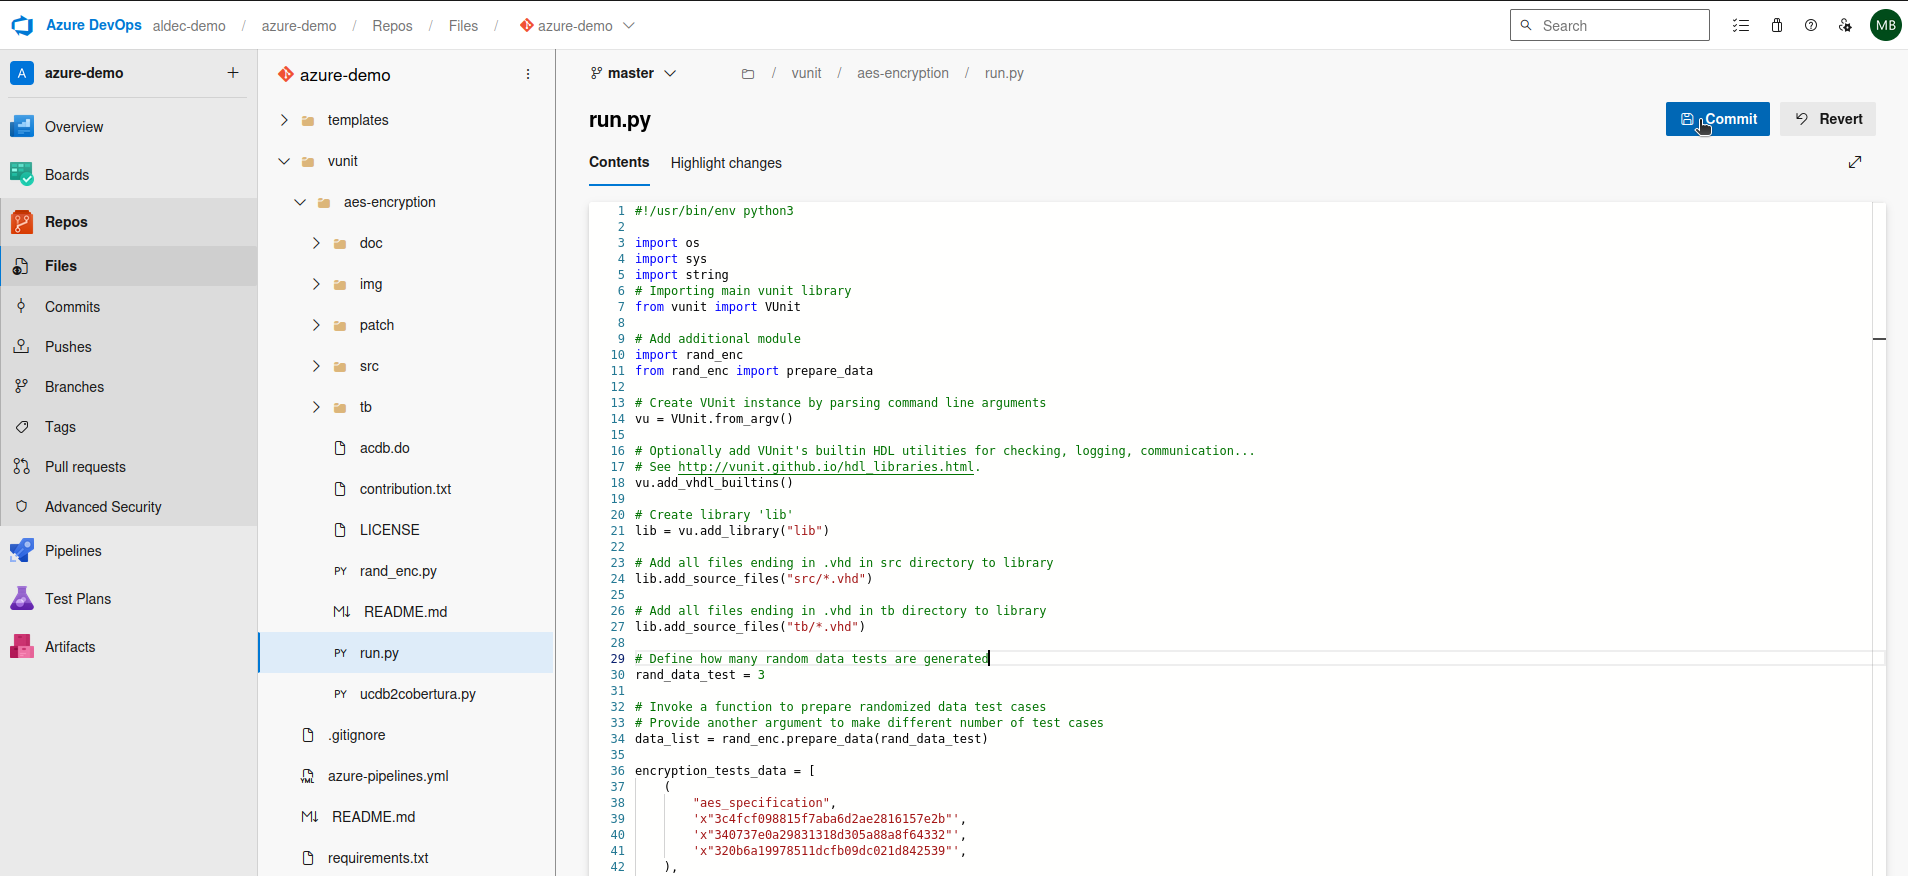 Azure DevOps aldec-demo / azure-demo / Repos / Files / azure-demo
Search
MB
A azure-demo +
Overview
Boards
Repos
Files
Commits
Pushes
Branches
Tags
Pull requests
Advanced Security
Pipelines
Test Plans
Artifacts
azure-demo
templates
vunit
aes-encryption
doc
img
patch
src
tb
acdb.do
contribution.txt
LICENSE
PY rand_enc.py
M↓ README.md
PY run.py
PY ucdb2cobertura.py
.gitignore
YML azure-pipelines.yml
M↓ README.md
requirements.txt
master / vunit / aes-encryption / run.py
run.py
Commit
Revert
Contents Highlight changes
1 #!/usr/bin/env python3
2
3 import os
4 import sys
5 import string
6 # Importing main vunit library
7 from vunit import VUnit
8
9 # Add additional module
10 import rand_enc
11 from rand_enc import prepare_data
12
13 # Create VUnit instance by parsing command line arguments
14 vu = VUnit.from_argv()
15
16 # Optionally add VUnit's builtin HDL utilities for checking, logging, communication...
17 # See http://vunit.github.io/hdl_libraries.html.
18 vu.add_vhdl_builtins()
19
20 # Create library 'lib'
21 lib = vu.add_library("lib")
22
23 # Add all files ending in .vhd in src directory to library
24 lib.add_source_files("src/*.vhd")
25
26 # Add all files ending in .vhd in tb directory to library
27 lib.add_source_files("tb/*.vhd")
28
29 # Define how many random data tests are generated
30 rand_data_test = 3
31
32 # Invoke a function to prepare randomized data test cases
33 # Provide another argument to make different number of test cases
34 data_list = rand_enc.prepare_data(rand_data_test)
35
36 encryption_tests_data = [
37 (
38 "aes_specification",
39 'x"3c4fcf098815f7aba6d2ae2816157e2b"',
40 'x"340737e0a29831318d305a88a8f64332"',
41 'x"320b6a19978511dcfb09dc021d842539"',
42 ),